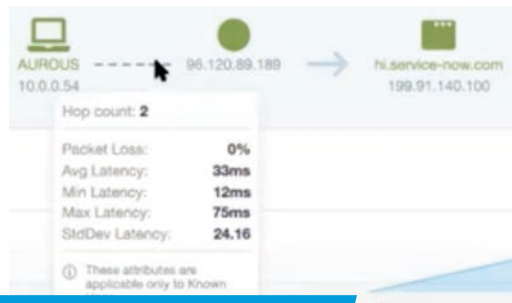 AUROUS
10.0.0.54
96.120.89.189
hi.service-now.com
199.91.140.100
Hop count: 2
Packet Loss: 0%
Avg Latency: 33ms
Min Latency: 12ms
Max Latency: 75ms
StdDev Latency: 24.16
These attributes are
applicable only to Known